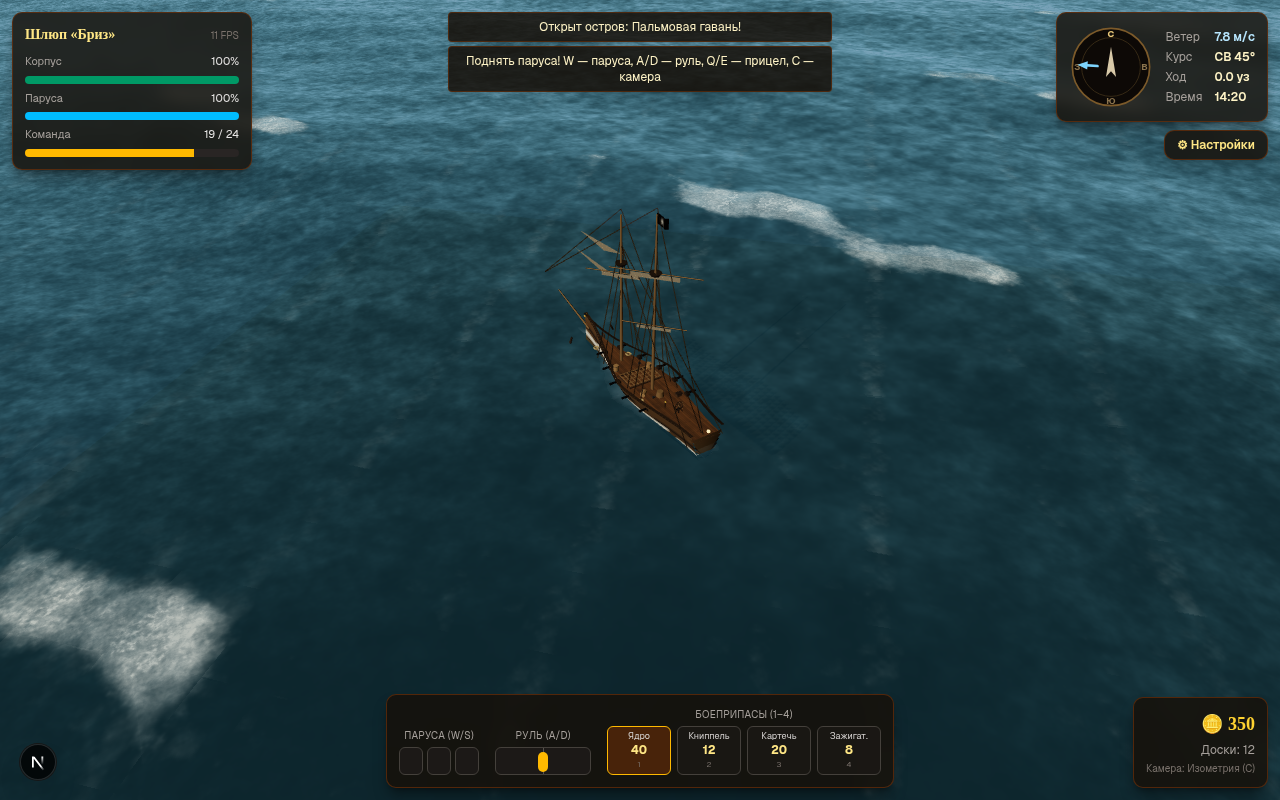 Шлюп «Бриз»
11 FPS
Корпус 100%
Паруса 100%
Команда 19 / 24
Открыт остров: Пальмовая гавань!
Поднять паруса! W — паруса, A/D — руль, Q/E — прицел, C —
камера
С
З
В
Ю
Ветер 7.8 м/с
Курс СВ 45°
Ход 0.0 уз
Время 14:20
⚙ Настройки
ПАРУСА (W/S)
РУЛЬ (A/D)
БОЕПРИПАСЫ (1–4)
Ядро
40
1
Книппель
12
2
Картечь
20
3
Зажигат.
8
4
350
Доски: 12
Камера: Изометрия (C)
N